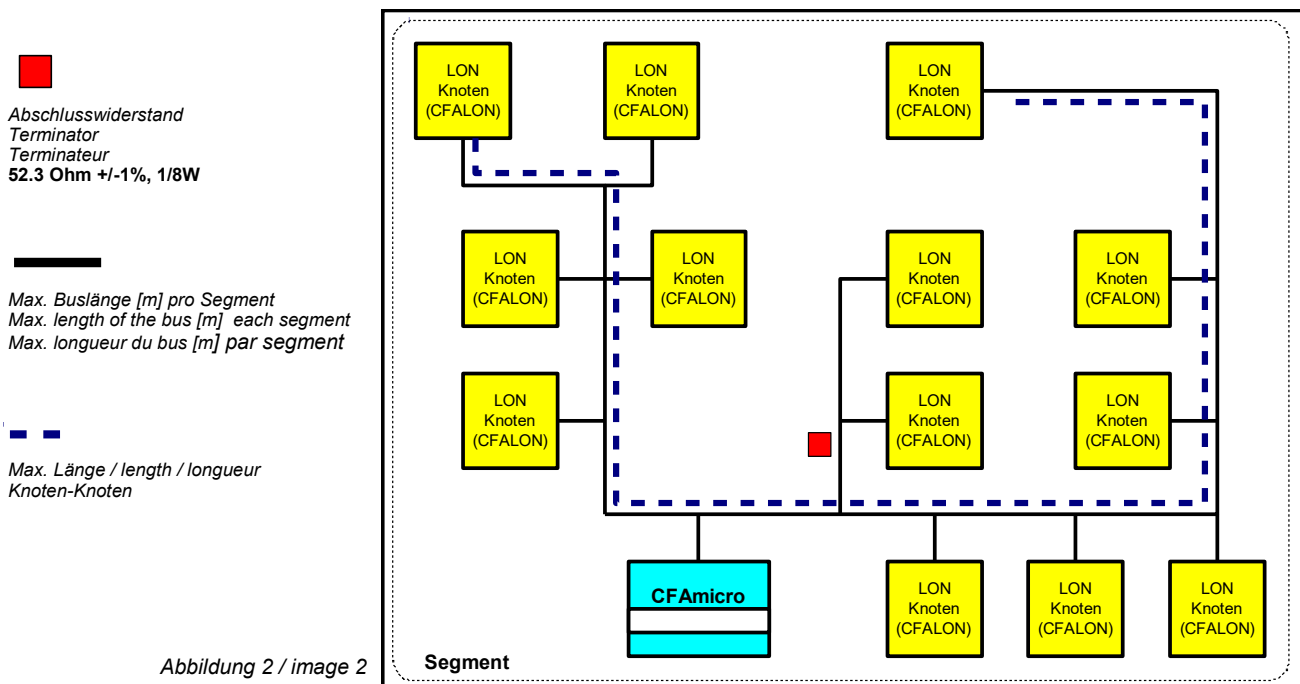 Abschlusswiderstand
Terminator
Terminateur
52.3 Ohm +/-1%, 1/8W
Max. Buslänge [m] pro Segment
Max. length of the bus [m] each segment
Max. longueur du bus [m] par segment
Max. Länge / length / longueur
Knoten-Knoten
Abbildung 2 / image 2
LON
Knoten
(CFALON)
LON
Knoten
(CFALON)
LON
Knoten
(CFALON)
LON
Knoten
(CFALON)
LON
Knoten
(CFALON)
LON
Knoten
(CFALON)
LON
Knoten
(CFALON)
LON
Knoten
(CFALON)
LON
Knoten
(CFALON)
LON
Knoten
(CFALON)
CFAmicro
LON
Knoten
(CFALON)
LON
Knoten
(CFALON)
LON
Knoten
(CFALON)
Segment